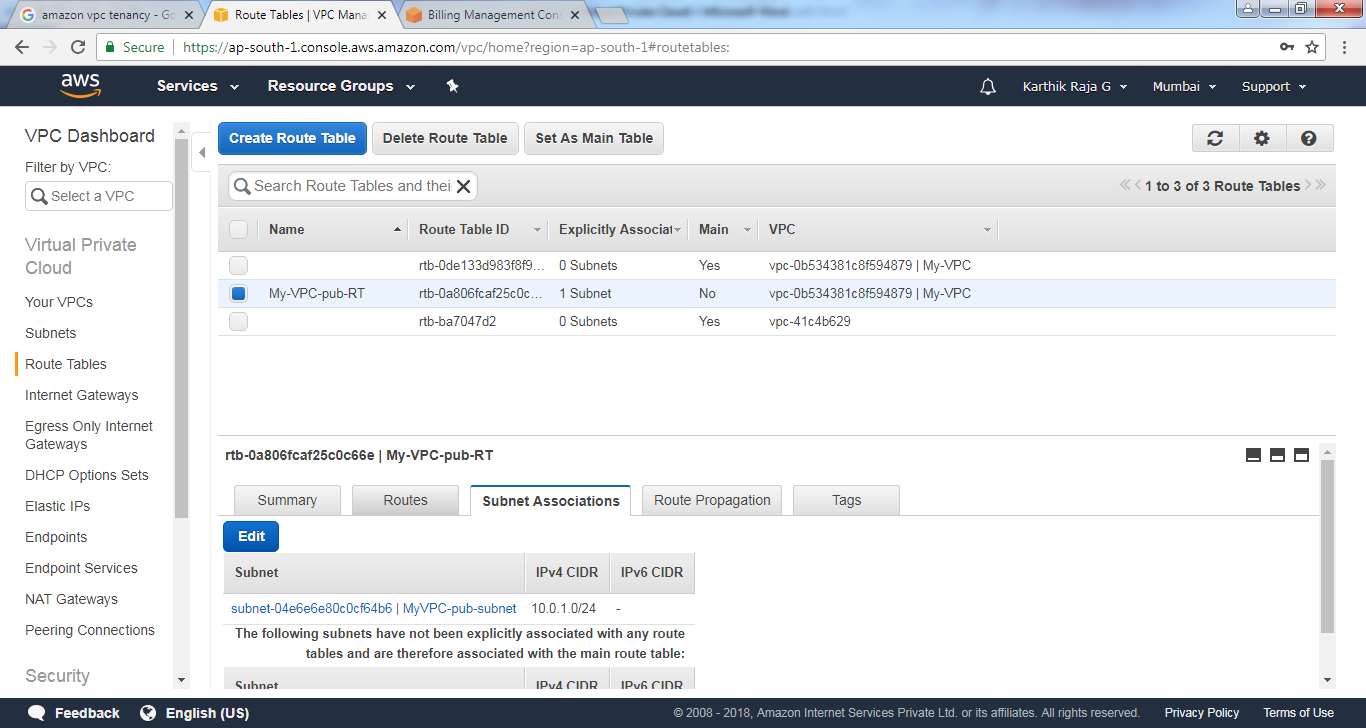 amazon vpc tenancy - Go
Route Tables | VPC Mana
Billing Management Con
Secure
https://ap-south-1.console.aws.amazon.com/vpc/home?region=ap-south-1#routetables:
aws
Services
Resource Groups
Karthik Raja G
Mumbai
Support
VPC Dashboard
Filter by VPC:
Select a VPC
Virtual Private
Cloud
Your VPCs
Subnets
Route Tables
Internet Gateways
Egress Only Internet
Gateways
DHCP Options Sets
Elastic IPs
Endpoints
Endpoint Services
NAT Gateways
Peering Connections
Security
Create Route Table
Delete Route Table
Set As Main Table
Search Route Tables and thei
1 to 3 of 3 Route Tables
Name Route Table ID Explicitly Associat Main VPC
rtb-0de133d983f8f9... 0 Subnets Yes vpc-0b534381c8f594879 | My-VPC
My-VPC-pub-RT rtb-0a806fcaf25c0c... 1 Subnet No vpc-0b534381c8f594879 | My-VPC
rtb-ba7047d2 0 Subnets Yes vpc-41c4b629
rtb-0a806fcaf25c0c66e | My-VPC-pub-RT
Summary
Routes
Subnet Associations
Route Propagation
Tags
Edit
Subnet IPv4 CIDR IPv6 CIDR
subnet-04e6e6e80c0cf64b6 | MyVPC-pub-subnet 10.0.1.0/24 -
The following subnets have not been explicitly associated with any route
tables and are therefore associated with the main route table:
Subnet IPv4 CIDR IPv6 CIDR
Feedback
English (US)
© 2008 - 2018, Amazon Internet Services Private Ltd. or its affiliates. All rights reserved.
Privacy Policy
Terms of Use